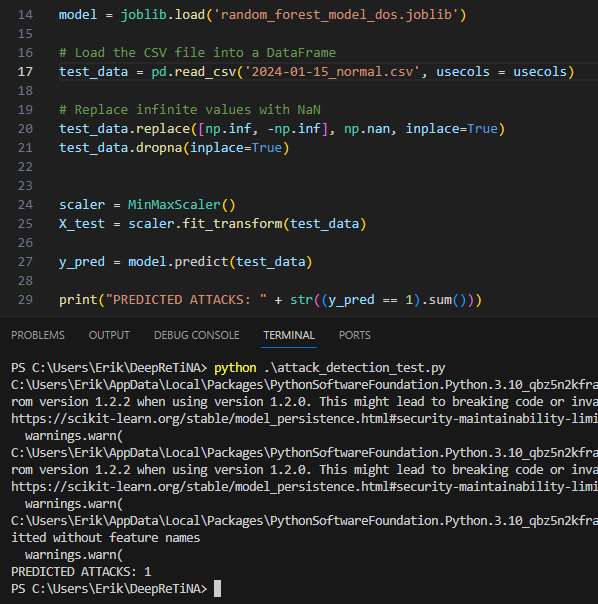 14 model = joblib.load('random_forest_model_dos.joblib')
15
16 # Load the CSV file into a DataFrame
17 test_data = pd.read_csv('2024-01-15_normal.csv', usecols = usecols)
18
19 # Replace infinite values with NaN
20 test_data.replace([np.inf, -np.inf], np.nan, inplace=True)
21 test_data.dropna(inplace=True)
22
23
24 scaler = MinMaxScaler()
25 X_test = scaler.fit_transform(test_data)
26
27 y_pred = model.predict(test_data)
28
29 print("PREDICTED ATTACKS: " + str((y_pred == 1).sum()))
PROBLEMS OUTPUT DEBUG CONSOLE TERMINAL PORTS
PS C:\Users\Erik\DeepReTiNA> python .\attack_detection_test.py
C:\Users\Erik\AppData\Local\Packages\PythonSoftwareFoundation.Python.3.10_qbz5n2kfra
rom version 1.2.2 when using version 1.2.0. This might lead to breaking code or inva
https://scikit-learn.org/stable/model_persistence.html#security-maintainability-limi
warnings.warn(
C:\Users\Erik\AppData\Local\Packages\PythonSoftwareFoundation.Python.3.10_qbz5n2kfra
rom version 1.2.2 when using version 1.2.0. This might lead to breaking code or inva
https://scikit-learn.org/stable/model_persistence.html#security-maintainability-limi
warnings.warn(
C:\Users\Erik\AppData\Local\Packages\PythonSoftwareFoundation.Python.3.10_qbz5n2kfra
itted without feature names
warnings.warn(
PREDICTED ATTACKS: 1
PS C:\Users\Erik\DeepReTiNA>